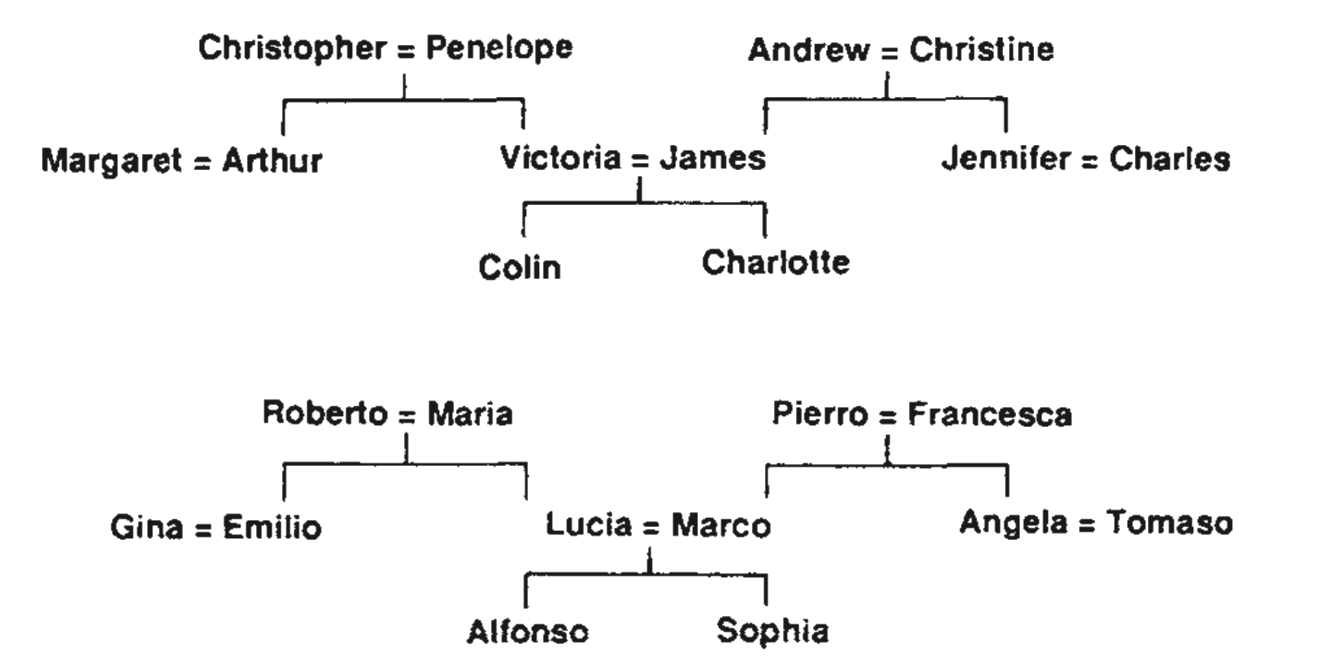 Christopher = Penelope Andrew = Christine
Margaret = Arthur Victoria = James Jennifer = Charles
Colin Charlotte
Roberto = Maria Pierro = Francesca
Gina = Emilio Lucia = Marco Angela = Tomaso
Alfonso Sophia